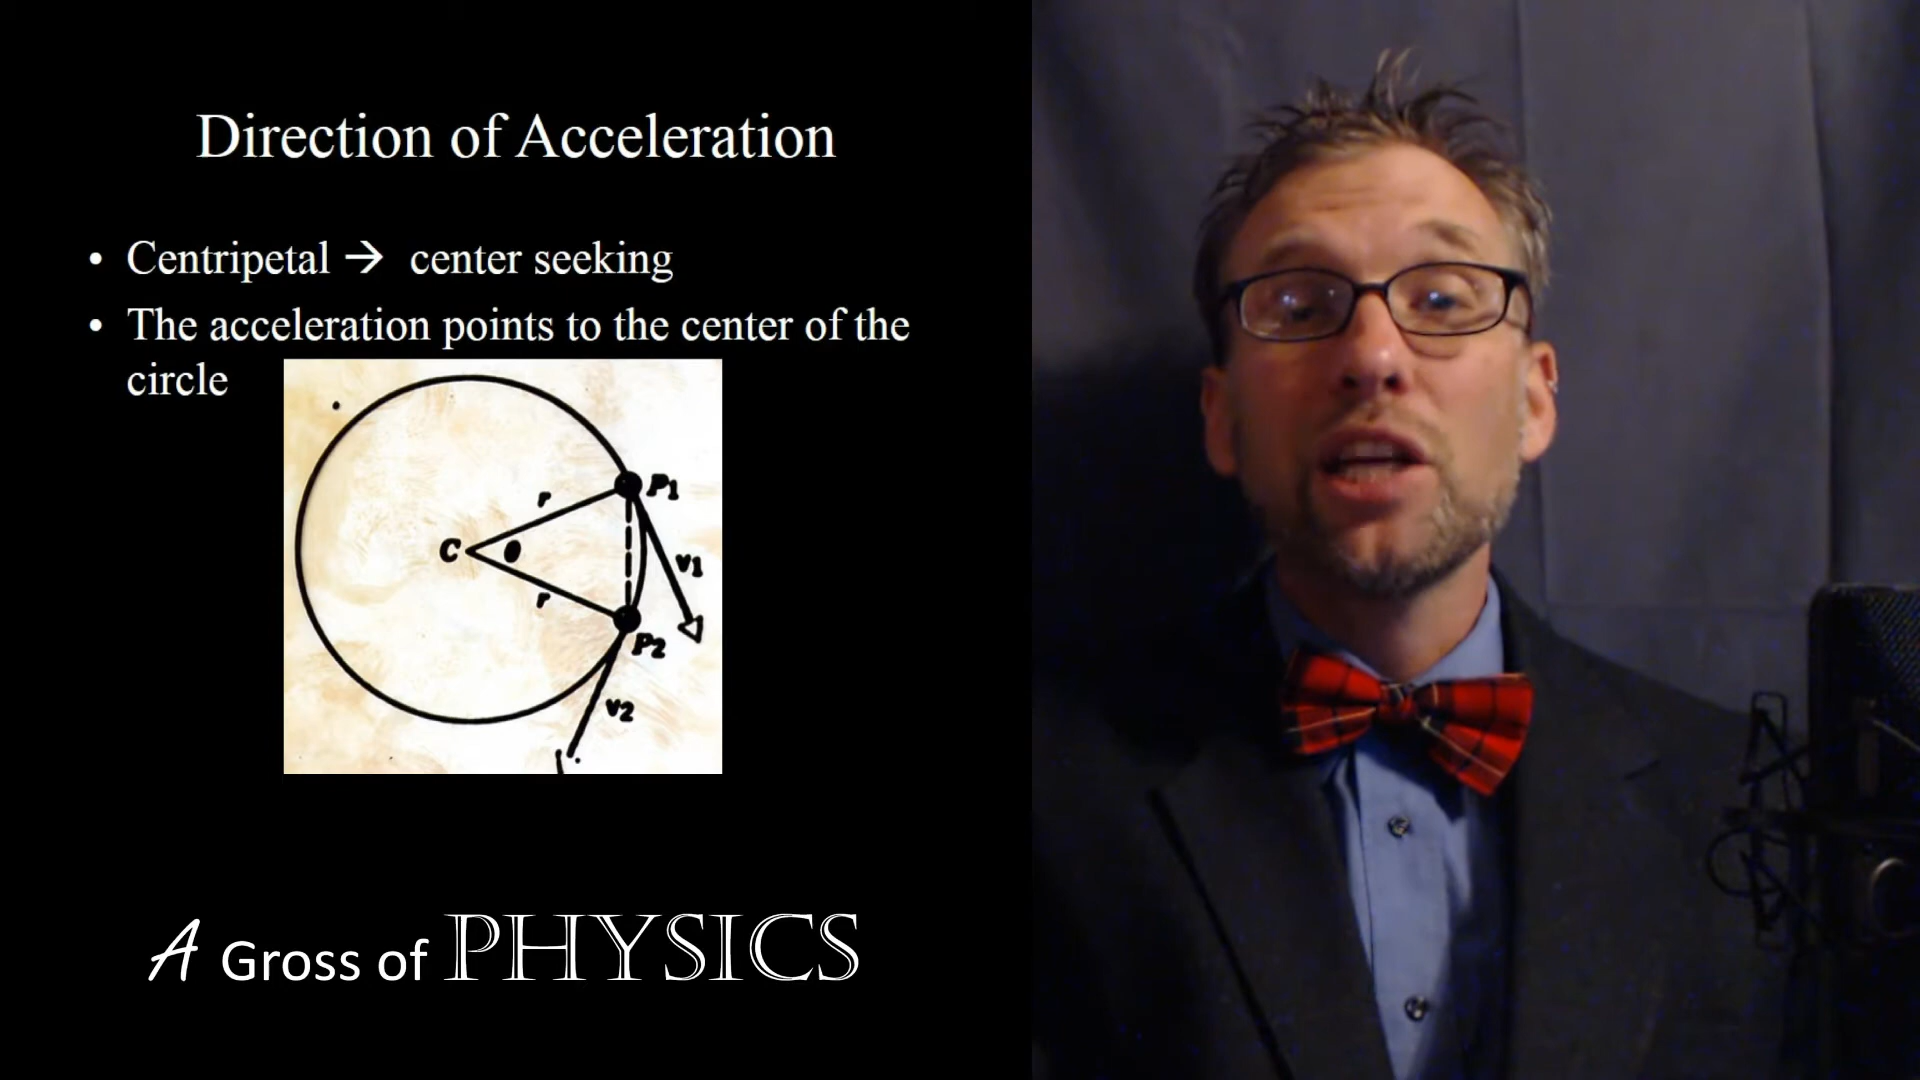 Direction of Acceleration
• Centripetal → center seeking
• The acceleration points to the center of the
circle
P1
r
C θ
v1
r
P2
v2
A Gross of PHYSICS